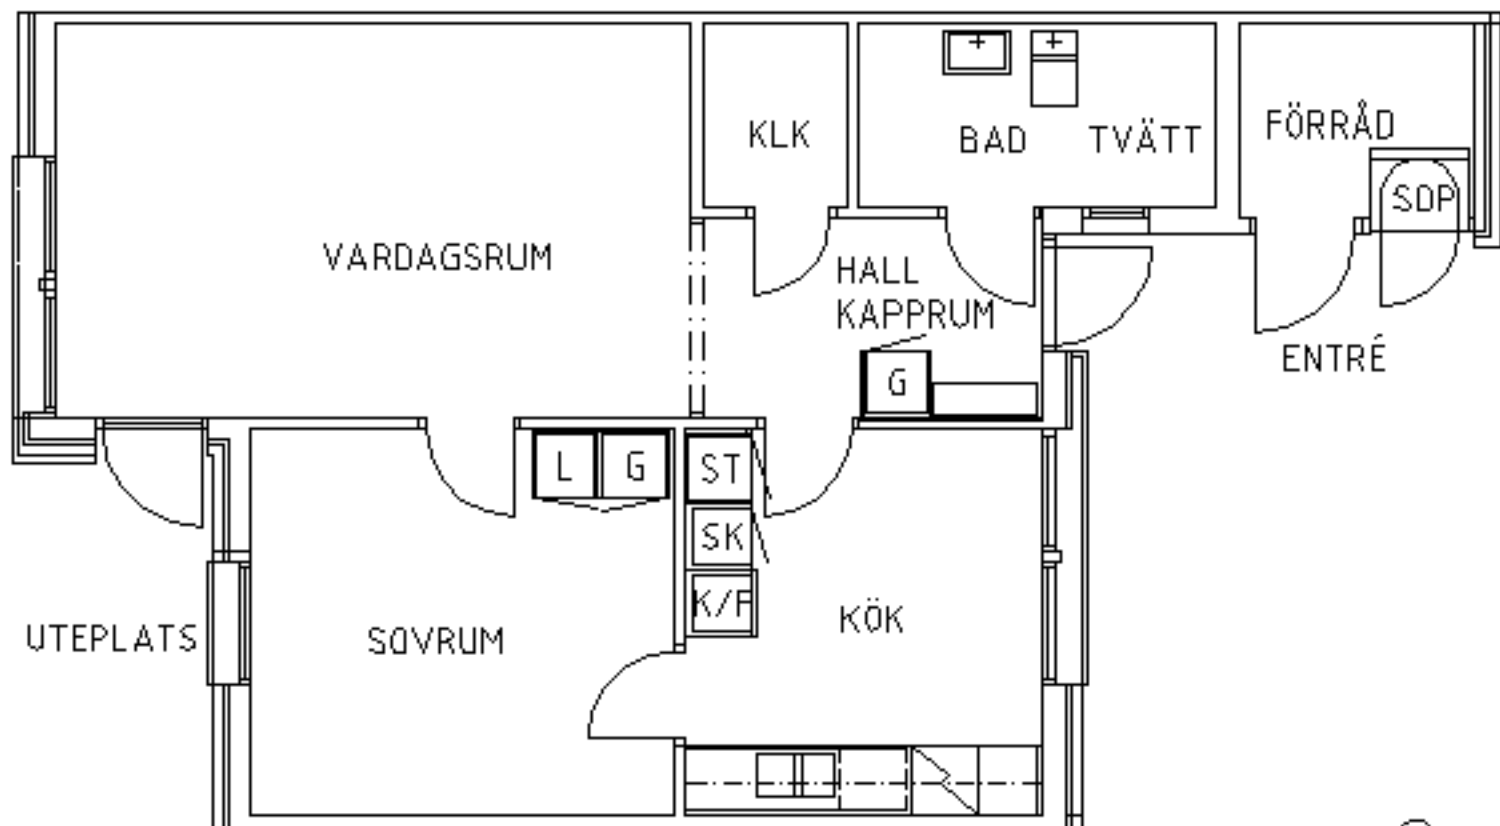 KLK
BAD
TVÄTT
FÖRRÅD
SOP
VARDAGSRUM
HALL
KAPPRUM
ENTRÉ
G
L
G
ST
SK
K/F
KÖK
UTEPLATS
SOVRUM